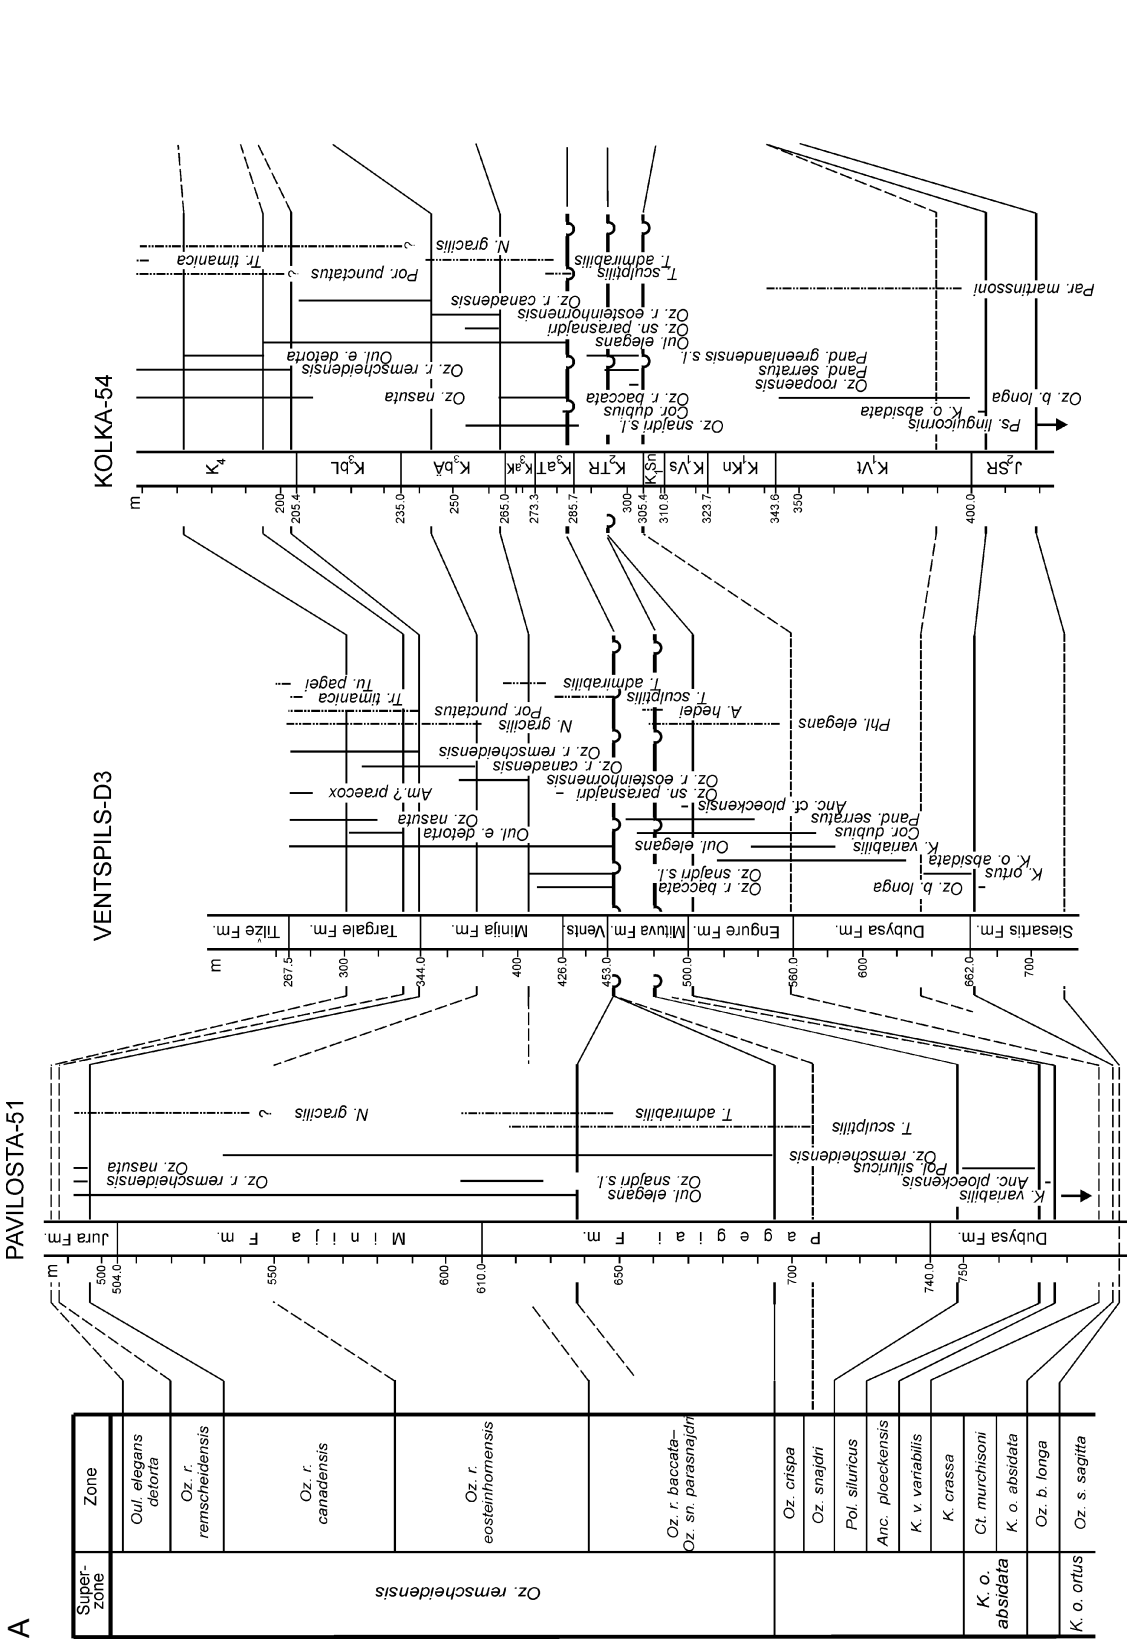 A
Super-
zone
Zone
Oz. remscheidensis
K. o.
absidata
K. o. ortus
Oul. elegans
detorta
Oz. r.
remscheidensis
Oz. r.
canadensis
Oz. r.
eosteinhornensis
Oz. r. baccata–
Oz. sn. parasnajdri
Oz. crispa
Oz. snajdri
Pol. siluricus
Anc. ploeckensis
K. v. variabilis
K. crassa
Ct. murchisoni
K. o. absidata
Oz. b. longa
Oz. s. sagitta
PAVILOSTA-51
m
500
504.0
550
600
610.0
650
700
740.0
750
Jura Fm.
Minija Fm.
Pagegiai Fm.
Dubysa Fm.
Oz. nasuta
Oz. r. remscheidensis
N. gracilis
?
T. admirabilis
T. sculptilis
Oz. remscheidensis
Oz. snajdri s.l.
Oul. elegans
Pol. siluricus
Anc. ploeckensis
K. variabilis
VENTSPILS-D3
m
267.5
300
344.0
400
426.0
453.0
500.0
560.0
600
662.0
700
Tilže Fm.
Targale Fm.
Minija Fm.
Vents.
Mituva Fm.
Fm.
Engure Fm.
Dubysa Fm.
Siesartis Fm.
Tu. pagei
Tr. timanica
Por. punctatus
N. gracilis
Oz. r. remscheidensis
Oz. r. canadensis
Oz. r. eosteinhornensis
Oz. sn. parasnajdri
Am.? praecox
Oz. nasuta
Oul. e. detorta
Oul. elegans
Oz. snajdri s.l.
Oz. r. baccata
T. admirabilis
T. sculptilis
A. hedei
Phl. elegans
Anc. cf. ploeckensis
Pand. serratus
Cor. dubius
K. variabilis
K. o. absidata
K. ortus
Oz. b. longa
KOLKA-54
m
200
205.4
235.0
250
265.0
273.3
285.7
300
305.4
310.8
323.7
343.6
350
400.0
K4
K3bL
K3bÄ
K3aK
K3aT
K2TR
K1Sn
K1Vs
K1Kn
K1Vt
J2SR
N. gracilis
?
Tr. timanica
Por. punctatus
?
T. admirabilis
T. sculptilis
Oz. r. canadensis
Oz. r. eosteinhornensis
Oz. sn. parasnajdri
Oul. elegans
Oul. e. detorta
Oz. r. remscheidensis
Oz. nasuta
Pand. greenlandensis s.l.
Pand. serratus
Oz. roopaensis
Oz. r. baccata
Cor. dubius
Oz. snajdri s.l.
Par. martinssoni
K. o. absidata
Ps. linguicornis
Oz. b. longa